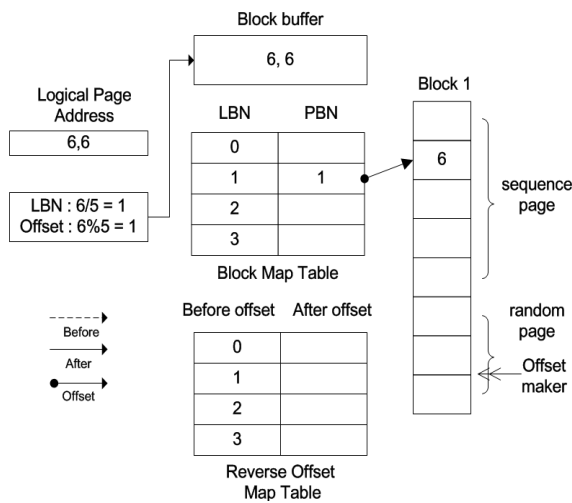 Block buffer
6, 6
Logical Page
Address
6,6
LBN : 6/5 = 1
Offset : 6%5 = 1
LBN PBN
0
1 1
2
3
Block Map Table
Block 1
6
sequence
page
random
page
Offset
maker
Before
After
Offset
Before offset After offset
0
1
2
3
Reverse Offset
Map Table